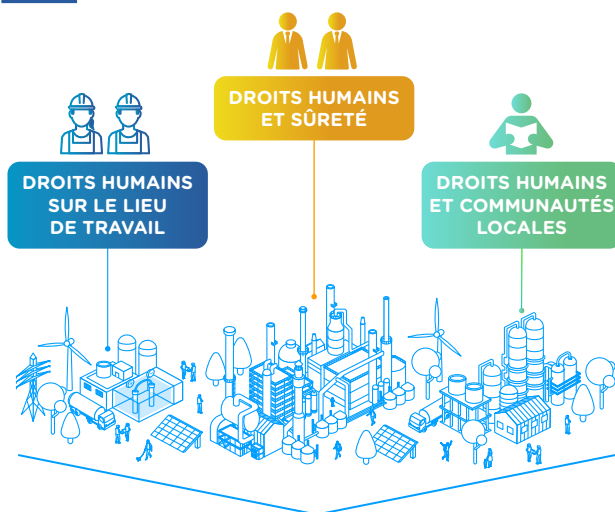 DROITS HUMAINS
ET SÛRETÉ
DROITS HUMAINS
SUR LE LIEU
DE TRAVAIL
DROITS HUMAINS
ET COMMUNAUTÉS
LOCALES